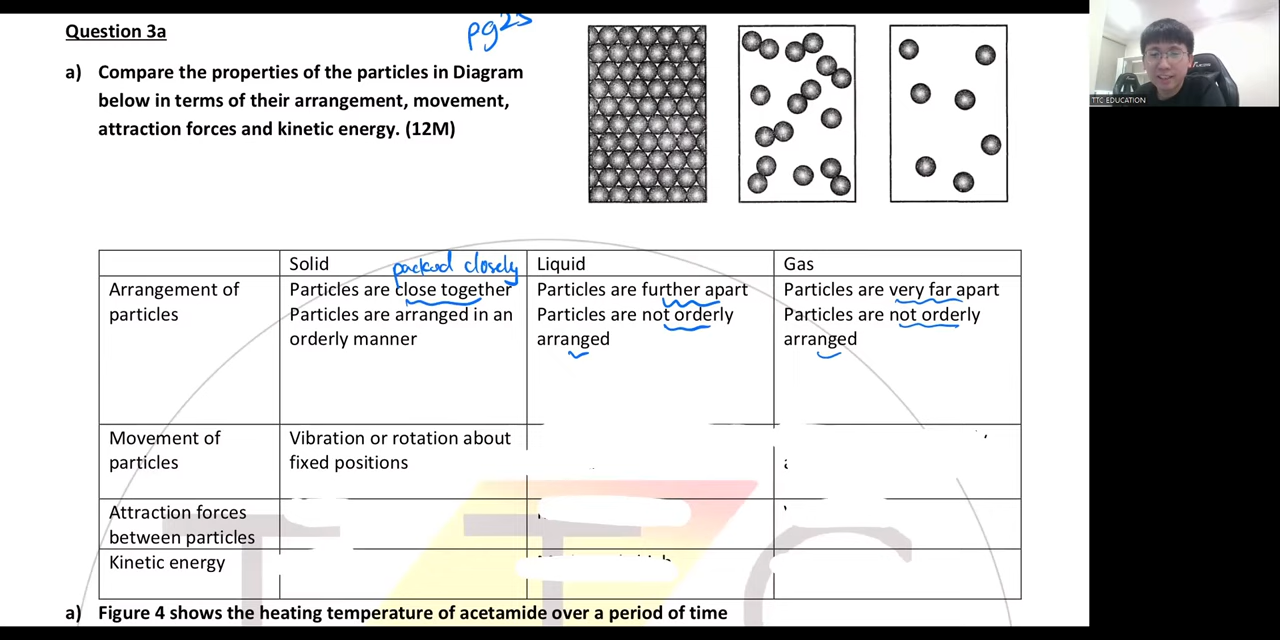 Question 3a
pg25
a) Compare the properties of the particles in Diagram
below in terms of their arrangement, movement,
attraction forces and kinetic energy. (12M)
TTC EDUCATION
Solid
packed closely
Liquid
Gas
Arrangement of
particles
Particles are close together
Particles are arranged in an
orderly manner
Particles are further apart
Particles are not orderly
arranged
Particles are very far apart
Particles are not orderly
arranged
Movement of
particles
Vibration or rotation about
fixed positions
Attraction forces
between particles
Kinetic energy
TTC
a) Figure 4 shows the heating temperature of acetamide over a period of time